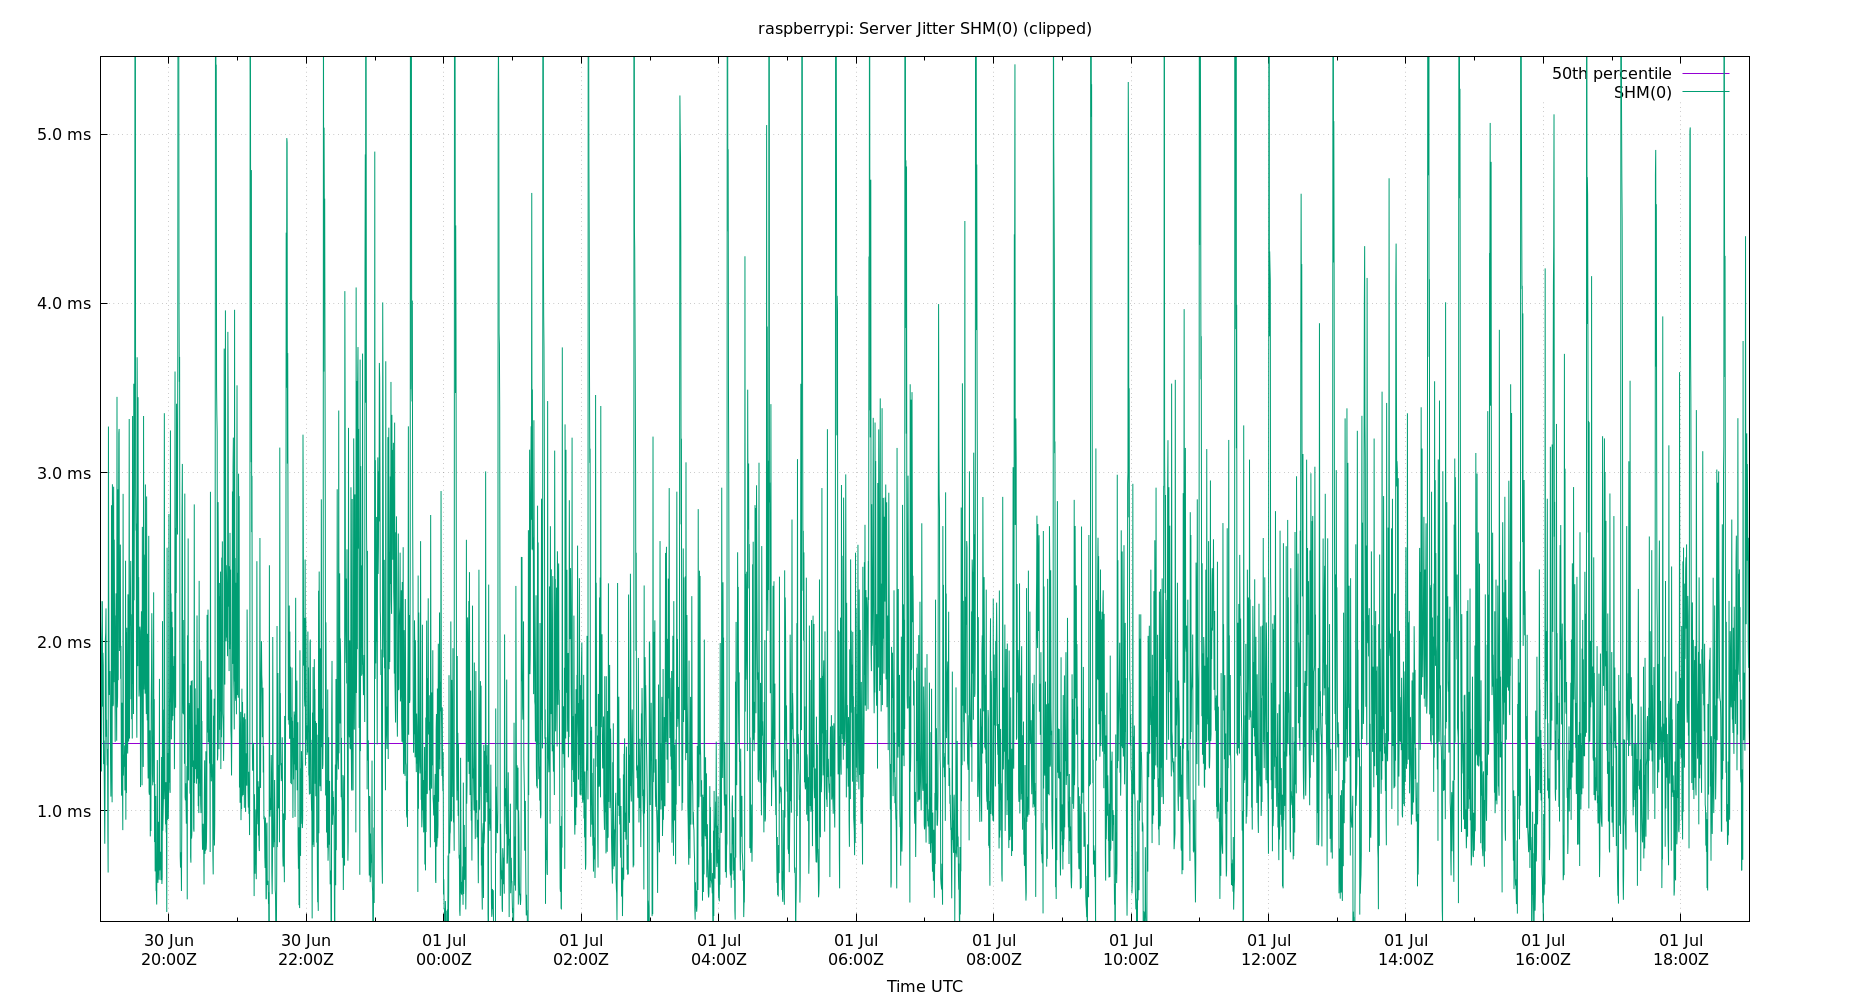 raspberrypi: Server Jitter SHM(0) (clipped)
50th percentile
SHM(0)
5.0 ms
4.0 ms
3.0 ms
2.0 ms
1.0 ms
30 Jun 30 Jun 01 Jul 01 Jul 01 Jul 01 Jul 01 Jul 01 Jul 01 Jul 01 Jul 01 Jul 01 Jul
20:00Z 22:00Z 00:00Z 02:00Z 04:00Z 06:00Z 08:00Z 10:00Z 12:00Z 14:00Z 16:00Z 18:00Z
Time UTC